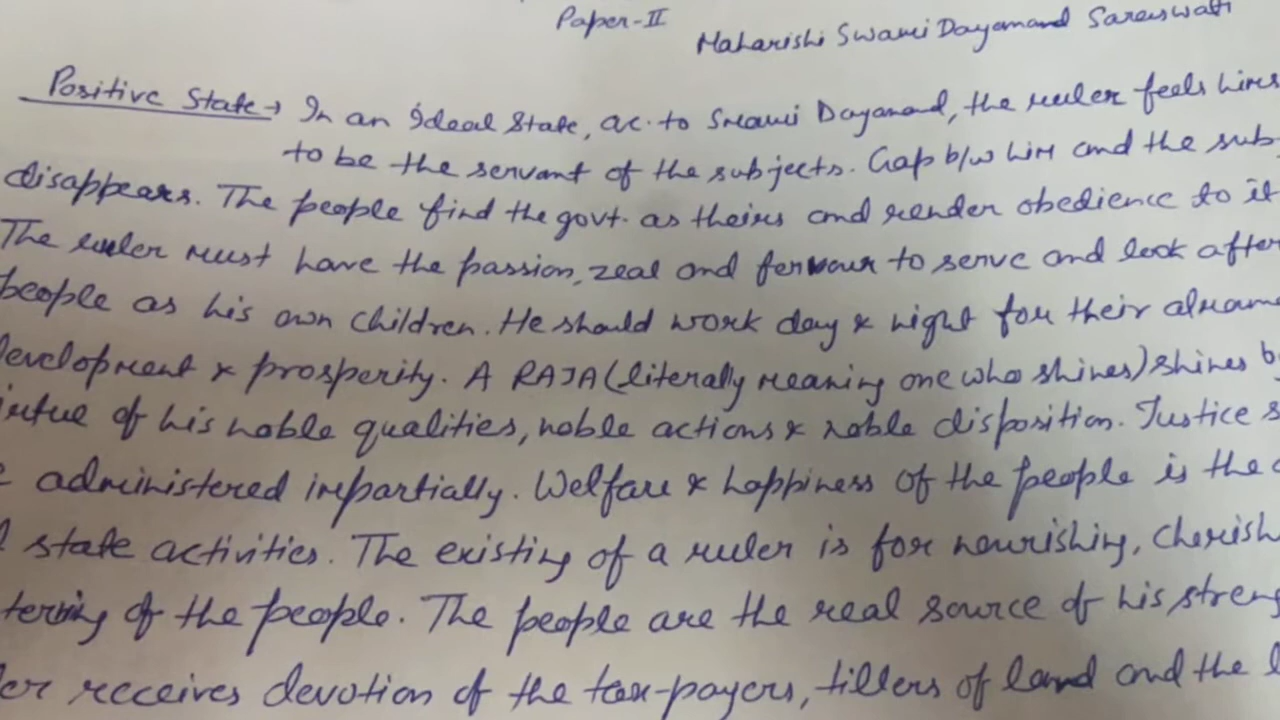 Paper-II
Maharishi Swami Dayanand Saraswati
Positive State → In an Ideal State, ac. to Swami Dayanand, the ruler feels
to be the servant of the subjects. Gap b/w him and the sub
disappears. The people find the govt. as theirs and render obedience to it
The ruler must have the passion, zeal and fervour to serve and look after
people as his own children. He should work day & night for their
development & prosperity. A RAJA (literally meaning one who shines) shines by
virtue of his noble qualities, noble actions & noble disposition. Justice s
administered impartially. Welfare & happiness of the people is the
state activities. The existing of a ruler is for nourishing, cherish
tering of the people. The people are the real source of his streng
er receives devotion of the tax-payers, tillers of land and the